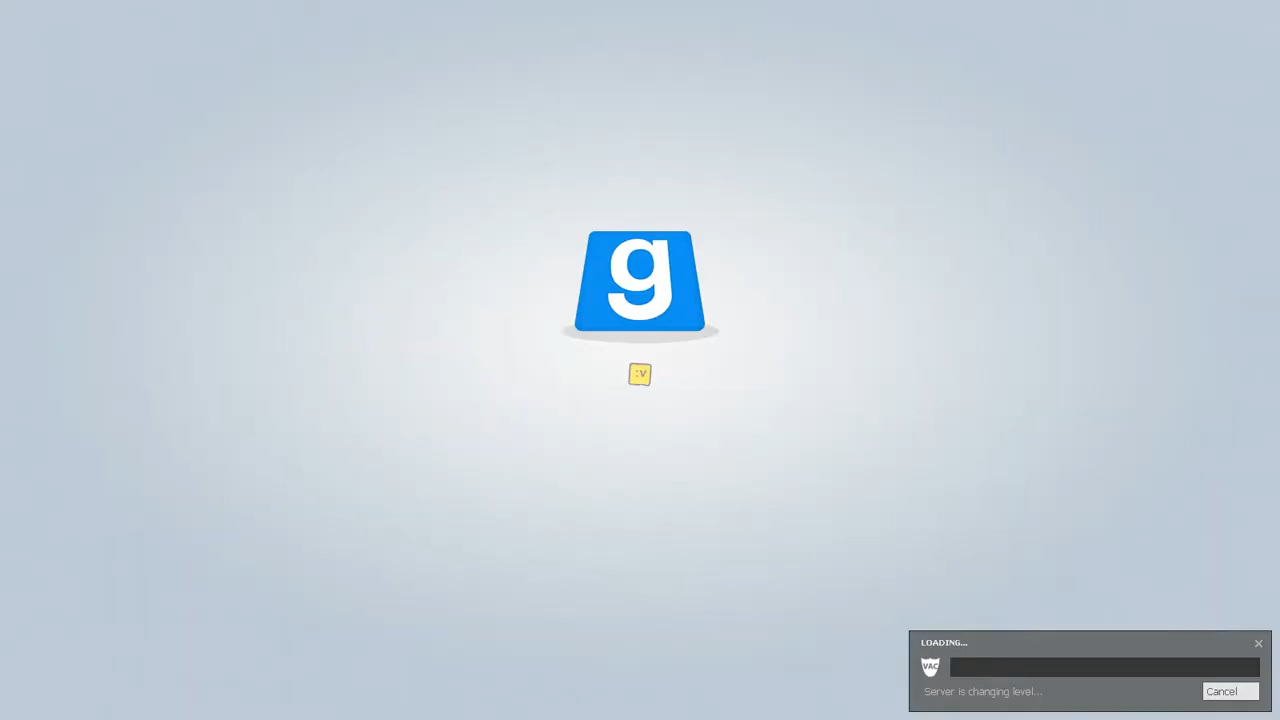 g
:v
LOADING...
VAC
Server is changing level...
Cancel